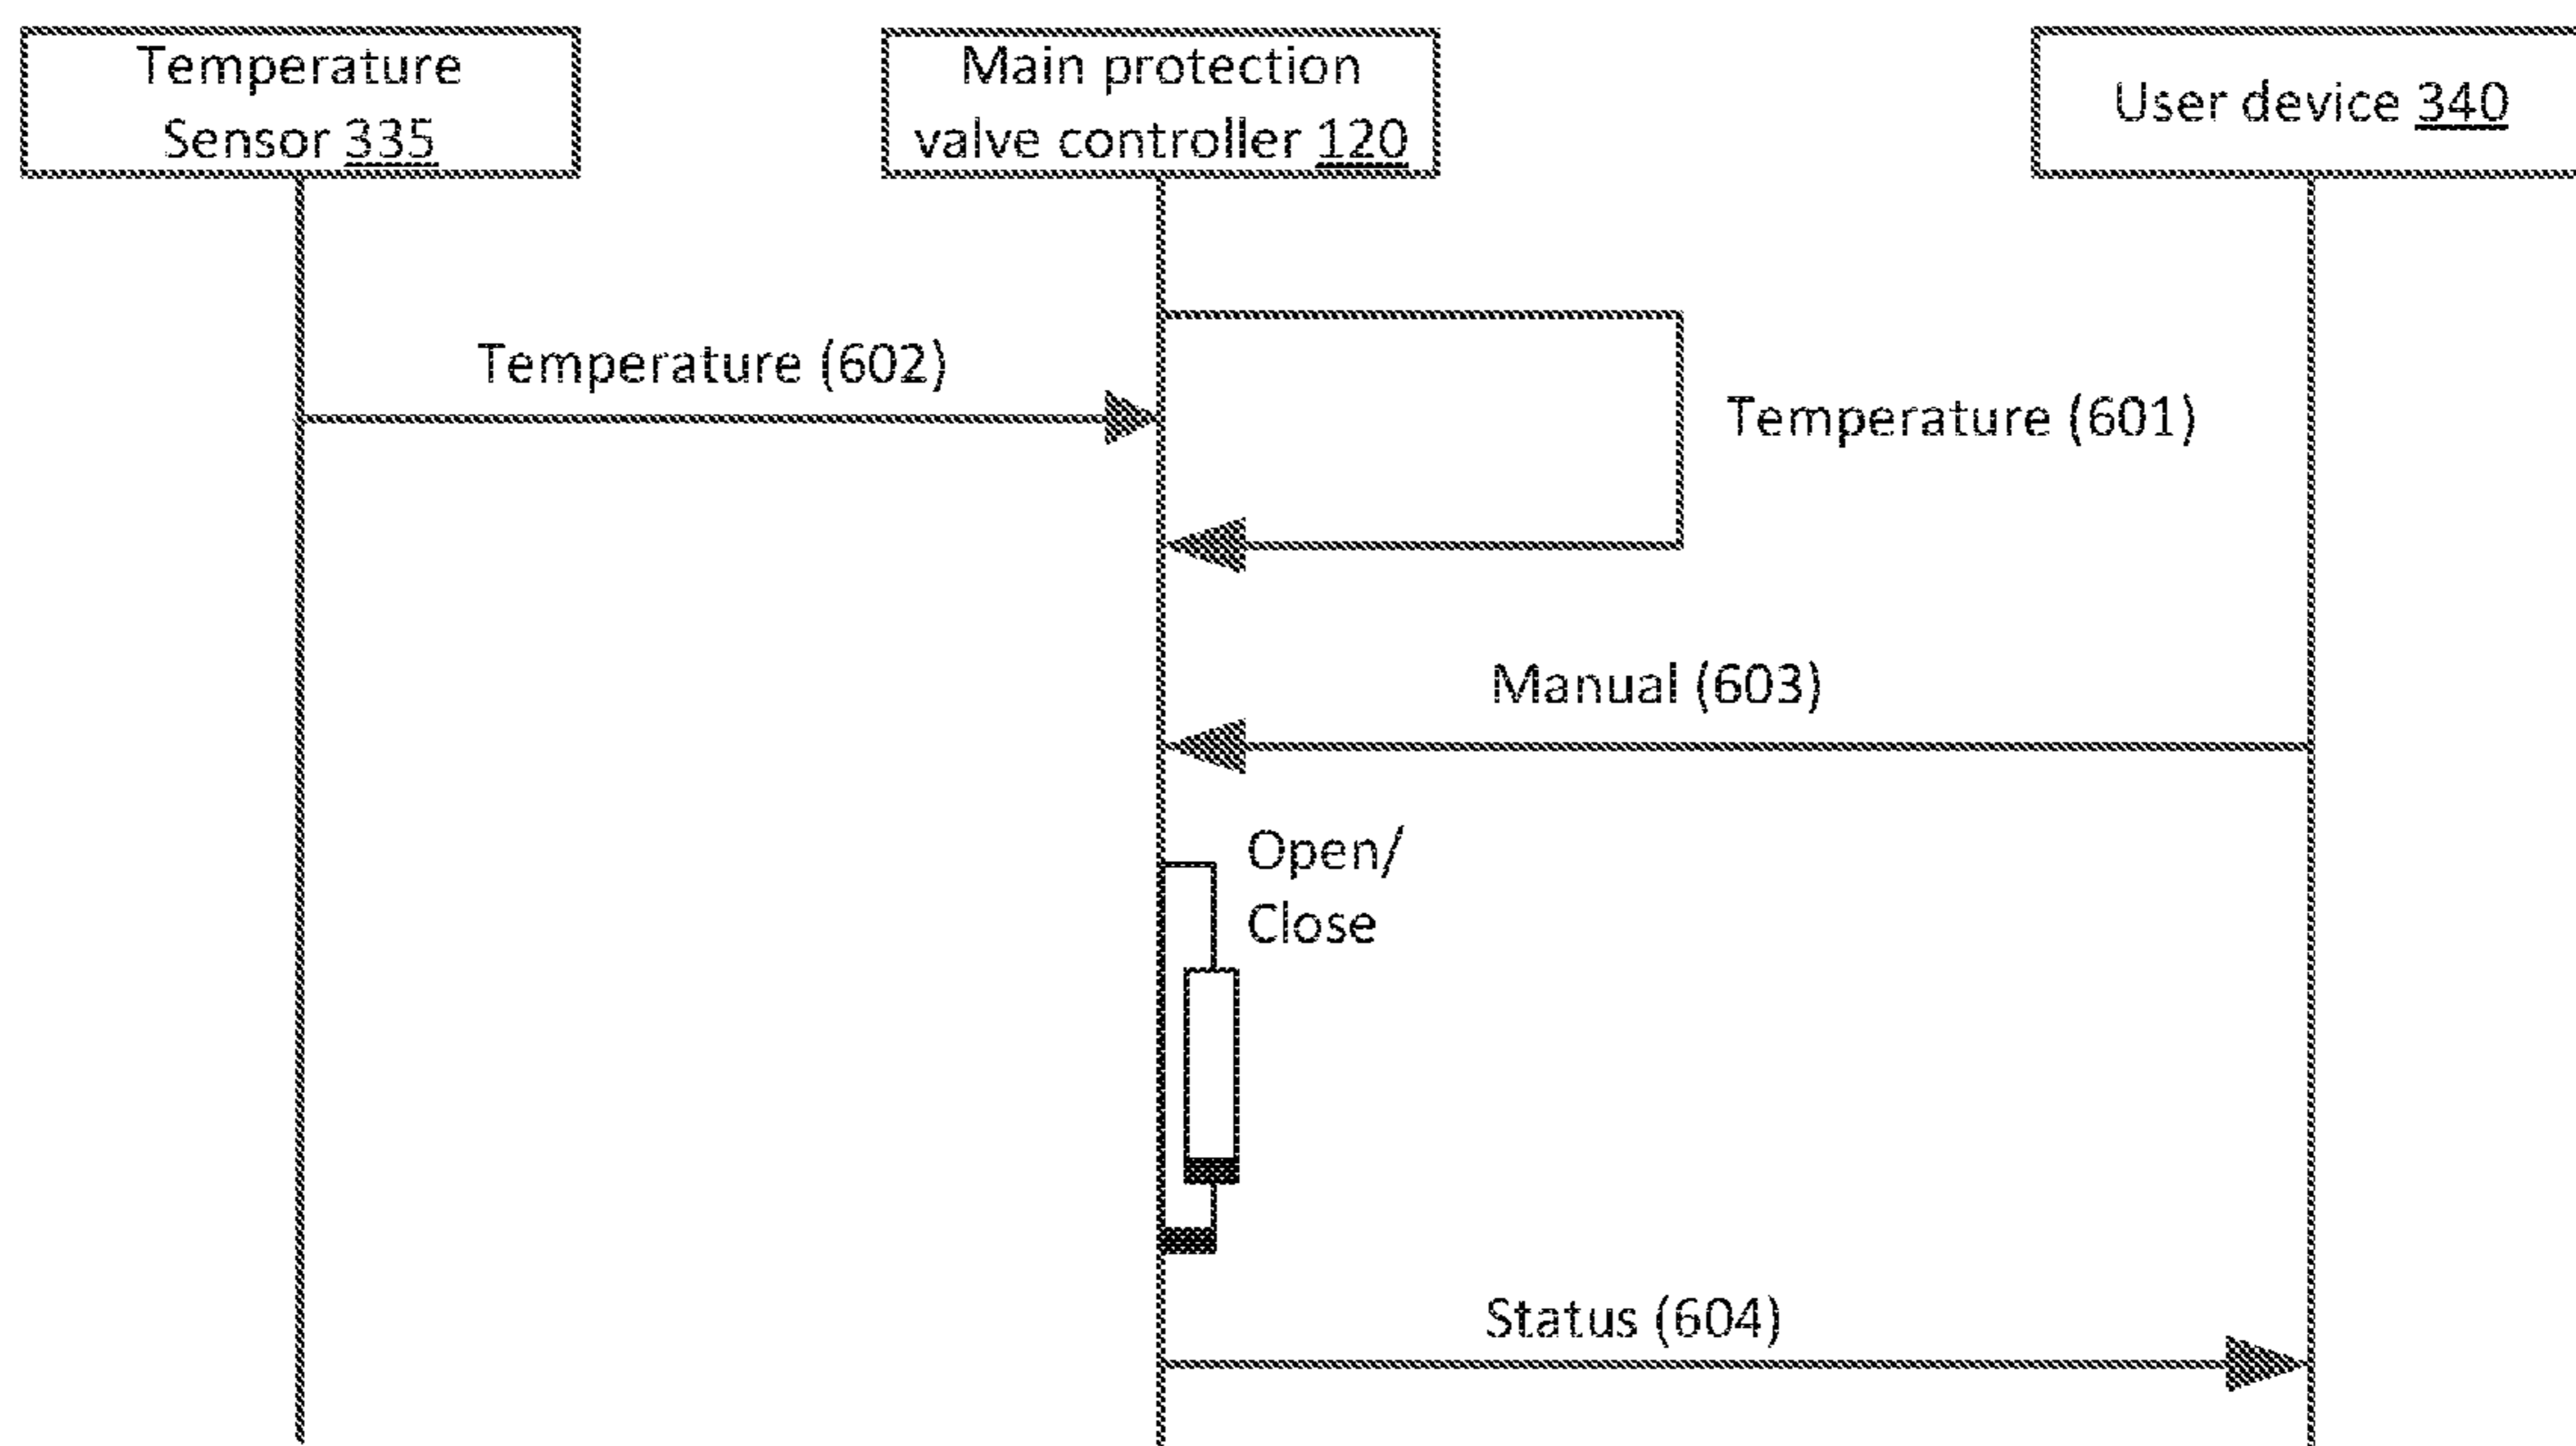 Temperature
Sensor 335
Main protection
valve controller 120
User device 340
Temperature (602)
Temperature (601)
Manual (603)
Open/
Close
Status (604)